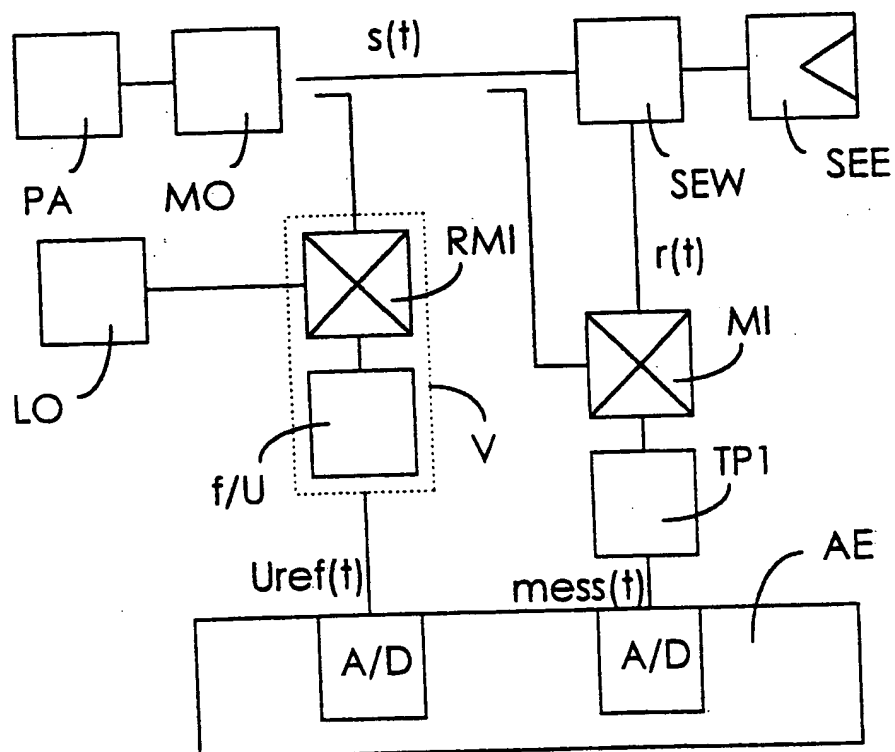 s(t)
PA
MO
SEW
SEE
RMI
r(t)
MI
LO
f/U
V
TP1
AE
Uref(t)
mess(t)
A/D
A/D